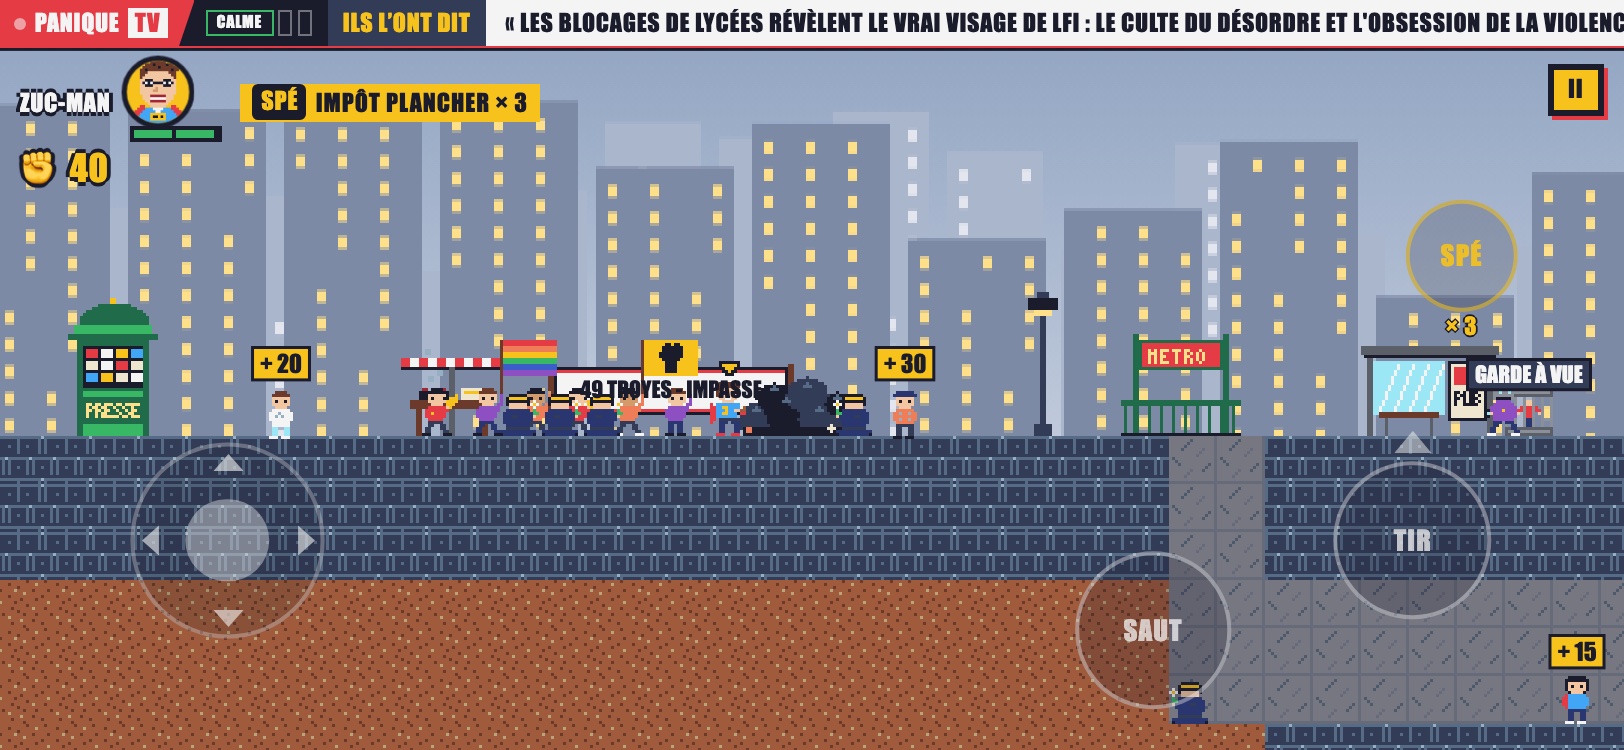 PANIQUE TV
CALME
ILS L'ONT DIT
« LES BLOCAGES DE LYCÉES RÉVÈLENT LE VRAI VISAGE DE LFI : LE CULTE DU DÉSORDRE ET L'OBSESSION DE LA VIOLENC
ZUC-MAN
SPÉ IMPÔT PLANCHER × 3
40
SPÉ
× 3
+ 20
+ 30
METRO
GARDE À VUE
49 TROYES - IMPASSE
PRESSE
PUB
TIR
SAUT
+ 15